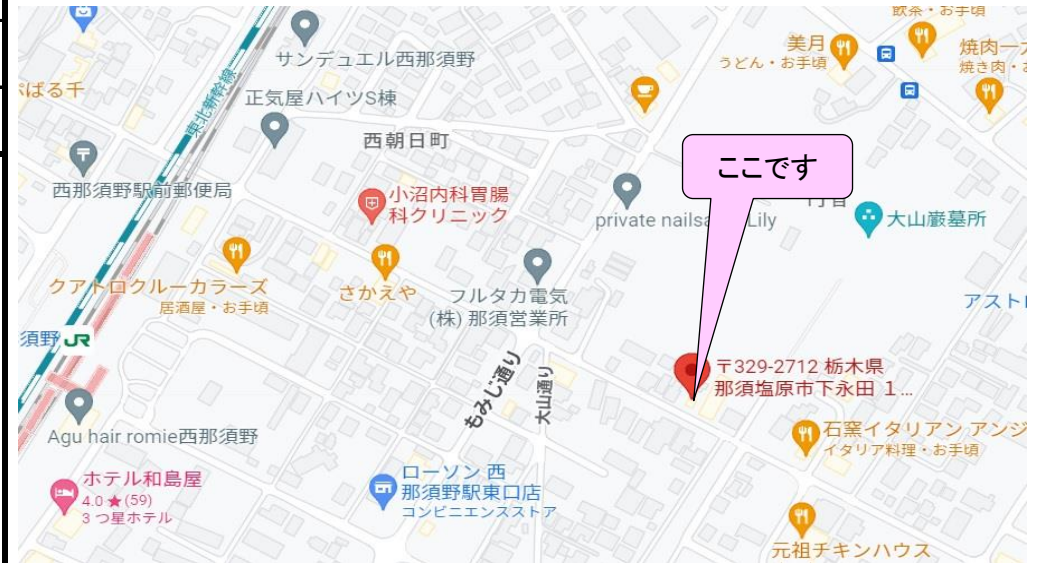 飲茶・お手頃
美月
うどん・お手頃
焼肉一
焼き肉・お
サンデュエル西那須野
東北新幹線
ぱる千
正気屋ハイツS棟
西朝日町
ここです
西那須野駅前郵便局
小沼内科胃腸
科クリニック
private nailsa
Lily
大山巌墓所
クアトロクルーカラーズ
居酒屋・お手頃
さかえや
フルタカ電気
(株) 那須営業所
アストロ
須野
JR
もみじ通り
大山通り
〒329-2712 栃木県
那須塩原市下永田 1...
Agu hair romie西那須野
石窯イタリアン アンジ
イタリア料理・お手頃
ホテル和島屋
4.0★(59)
3 つ星ホテル
ローソン 西
那須野駅東口店
コンビニエンスストア
元祖チキンハウス